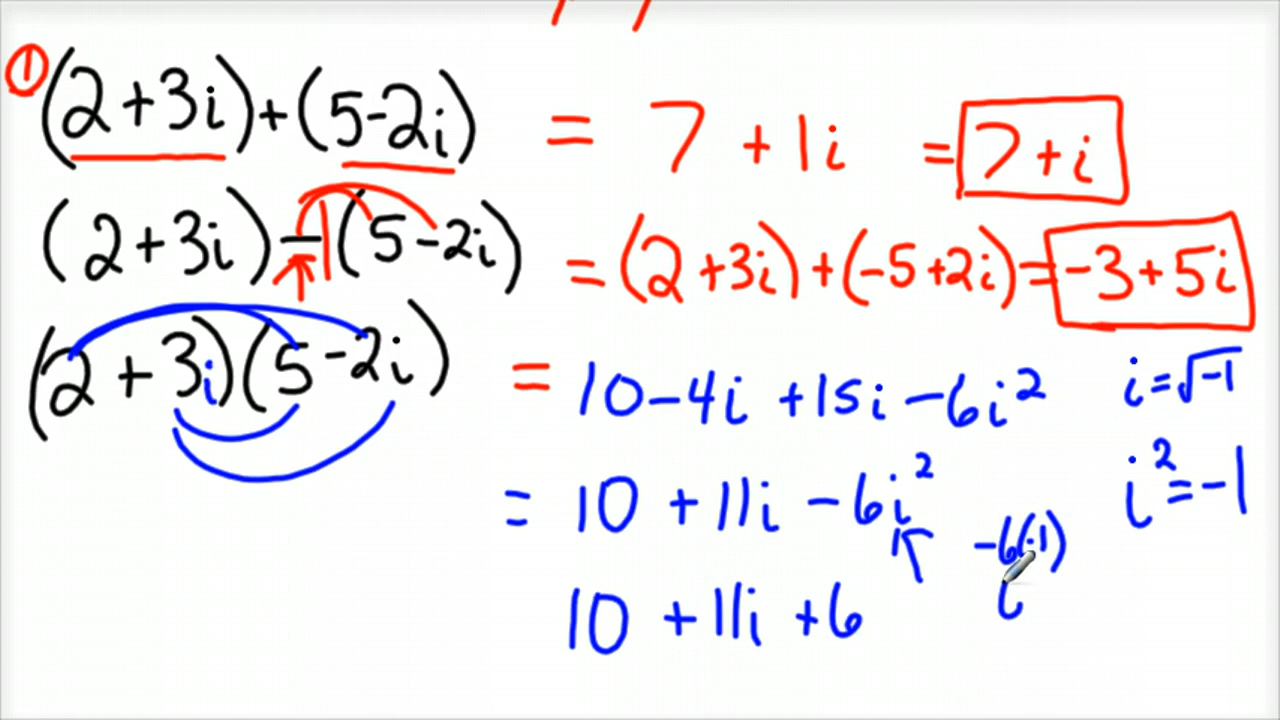 ① (2+3i)+(5-2i) = 7 + 1i = 7+i
(2+3i) - 1(5-2i) = (2+3i)+(-5+2i) = -3+5i
(2+3i)(5-2i) = 10-4i+15i-6i² i=√-1
= 10 + 11i - 6i² i²=-1
-6(-1)
10 + 11i + 6